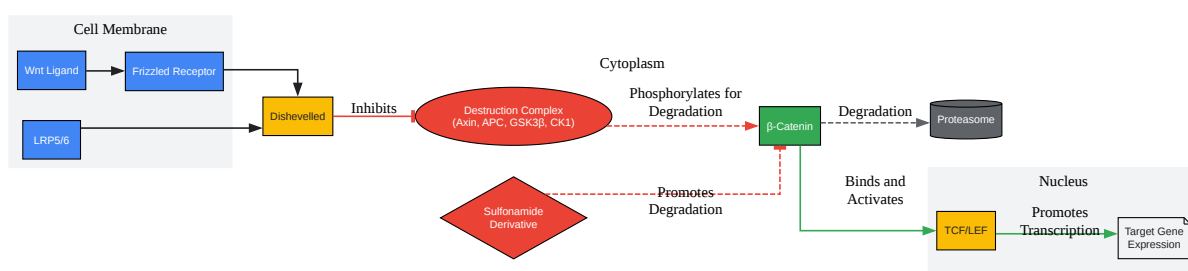 Cell Membrane
Wnt Ligand
Frizzled Receptor
LRP5/6
Dishevelled
Inhibits
Cytoplasm
Destruction Complex
(Axin, APC, GSK3β, CK1)
Phosphorylates for
Degradation
β-Catenin
Degradation
Proteasome
Sulfonamide
Derivative
Promotes
Degradation
Binds and
Activates
Nucleus
TCF/LEF
Promotes
Transcription
Target Gene
Expression